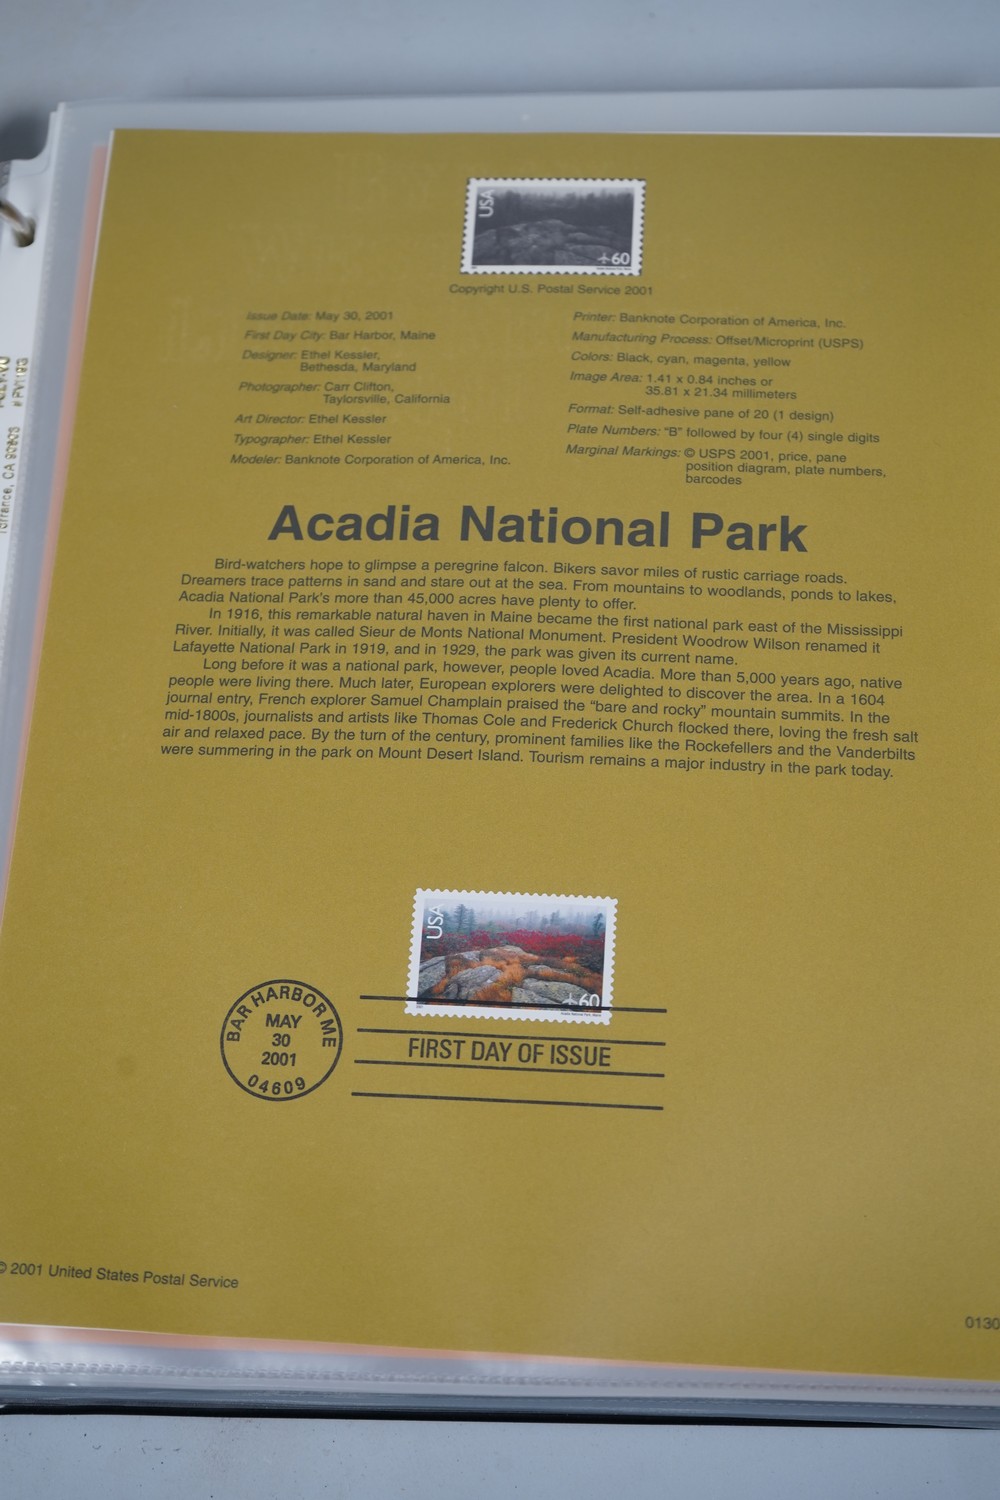 USA
60
Copyright U.S. Postal Service 2001
Issue Date: May 30, 2001
First Day City: Bar Harbor, Maine
Designer: Ethel Kessler,
Bethesda, Maryland
Photographer: Carr Clifton,
Taylorsville, California
Art Director: Ethel Kessler
Typographer: Ethel Kessler
Modeler: Banknote Corporation of America, Inc.
Printer: Banknote Corporation of America, Inc.
Manufacturing Process: Offset/Microprint (USPS)
Colors: Black, cyan, magenta, yellow
Image Area: 1.41 x 0.84 inches or
35.81 x 21.34 millimeters
Format: Self-adhesive pane of 20 (1 design)
Plate Numbers: “B” followed by four (4) single digits
Marginal Markings: © USPS 2001, price, pane
position diagram, plate numbers,
barcodes
Acadia National Park
Bird-watchers hope to glimpse a peregrine falcon. Bikers savor miles of rustic carriage roads.
Dreamers trace patterns in sand and stare out at the sea. From mountains to woodlands, ponds to lakes,
Acadia National Park’s more than 45,000 acres have plenty to offer.
In 1916, this remarkable natural haven in Maine became the first national park east of the Mississippi
River. Initially, it was called Sieur de Monts National Monument. President Woodrow Wilson renamed it
Lafayette National Park in 1919, and in 1929, the park was given its current name.
Long before it was a national park, however, people loved Acadia. More than 5,000 years ago, native
people were living there. Much later, European explorers were delighted to discover the area. In a 1604
journal entry, French explorer Samuel Champlain praised the “bare and rocky” mountain summits. In the
mid-1800s, journalists and artists like Thomas Cole and Frederick Church flocked there, loving the fresh salt
air and relaxed pace. By the turn of the century, prominent families like the Rockefellers and the Vanderbilts
were summering in the park on Mount Desert Island. Tourism remains a major industry in the park today.
USA
60
BAR HARBOR ME
MAY
30
2001
04609
FIRST DAY OF ISSUE
© 2001 United States Postal Service
0130
Torrance, CA 90503